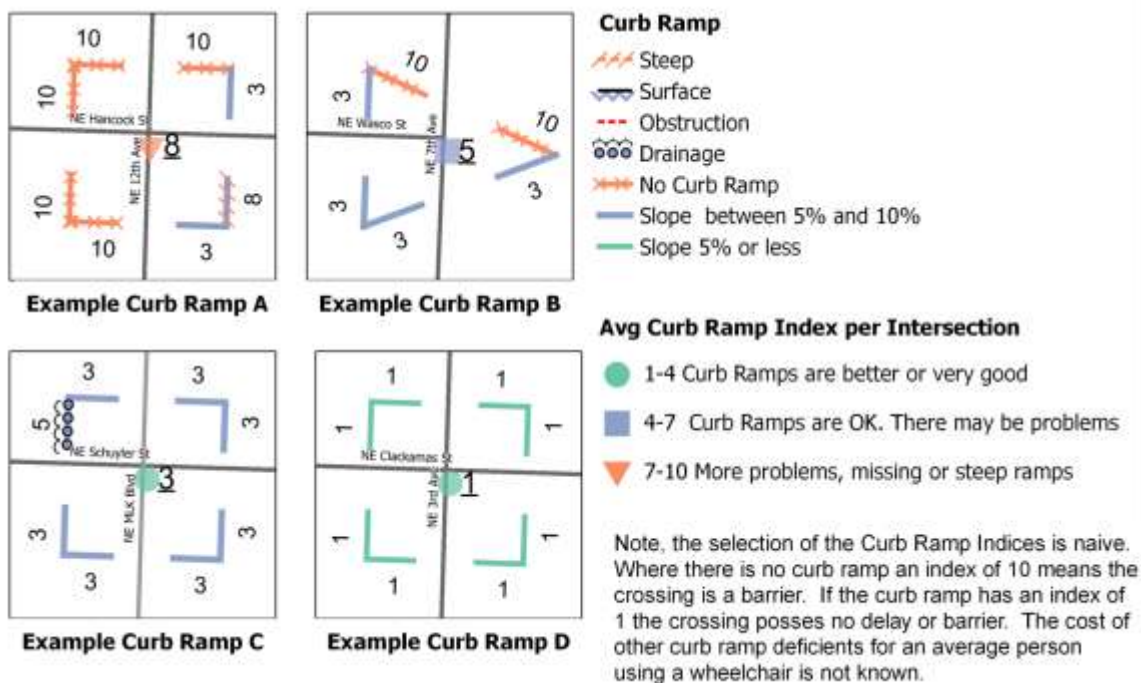 10
10
10
3
NE Hancock St
NE 12th Ave
8
10
10
8
3
Example Curb Ramp A
10
3
NE Wasco St
NE 7th Ave
10
5
3
3
3
Example Curb Ramp B
3
3
5
3
NE Schuyler St
NE MLK Blvd
3
3
3
3
3
Example Curb Ramp C
1
1
1
1
NE Clackamas St
NE 3rd Ave
1
1
1
1
1
Example Curb Ramp D
Curb Ramp
Steep
Surface
Obstruction
Drainage
No Curb Ramp
Slope between 5% and 10%
Slope 5% or less
Avg Curb Ramp Index per Intersection
1-4 Curb Ramps are better or very good
4-7 Curb Ramps are OK. There may be problems
7-10 More problems, missing or steep ramps
Note, the selection of the Curb Ramp Indices is naive.
Where there is no curb ramp an index of 10 means the
crossing is a barrier. If the curb ramp has an index of
1 the crossing posses no delay or barrier. The cost of
other curb ramp deficients for an average person
using a wheelchair is not known.